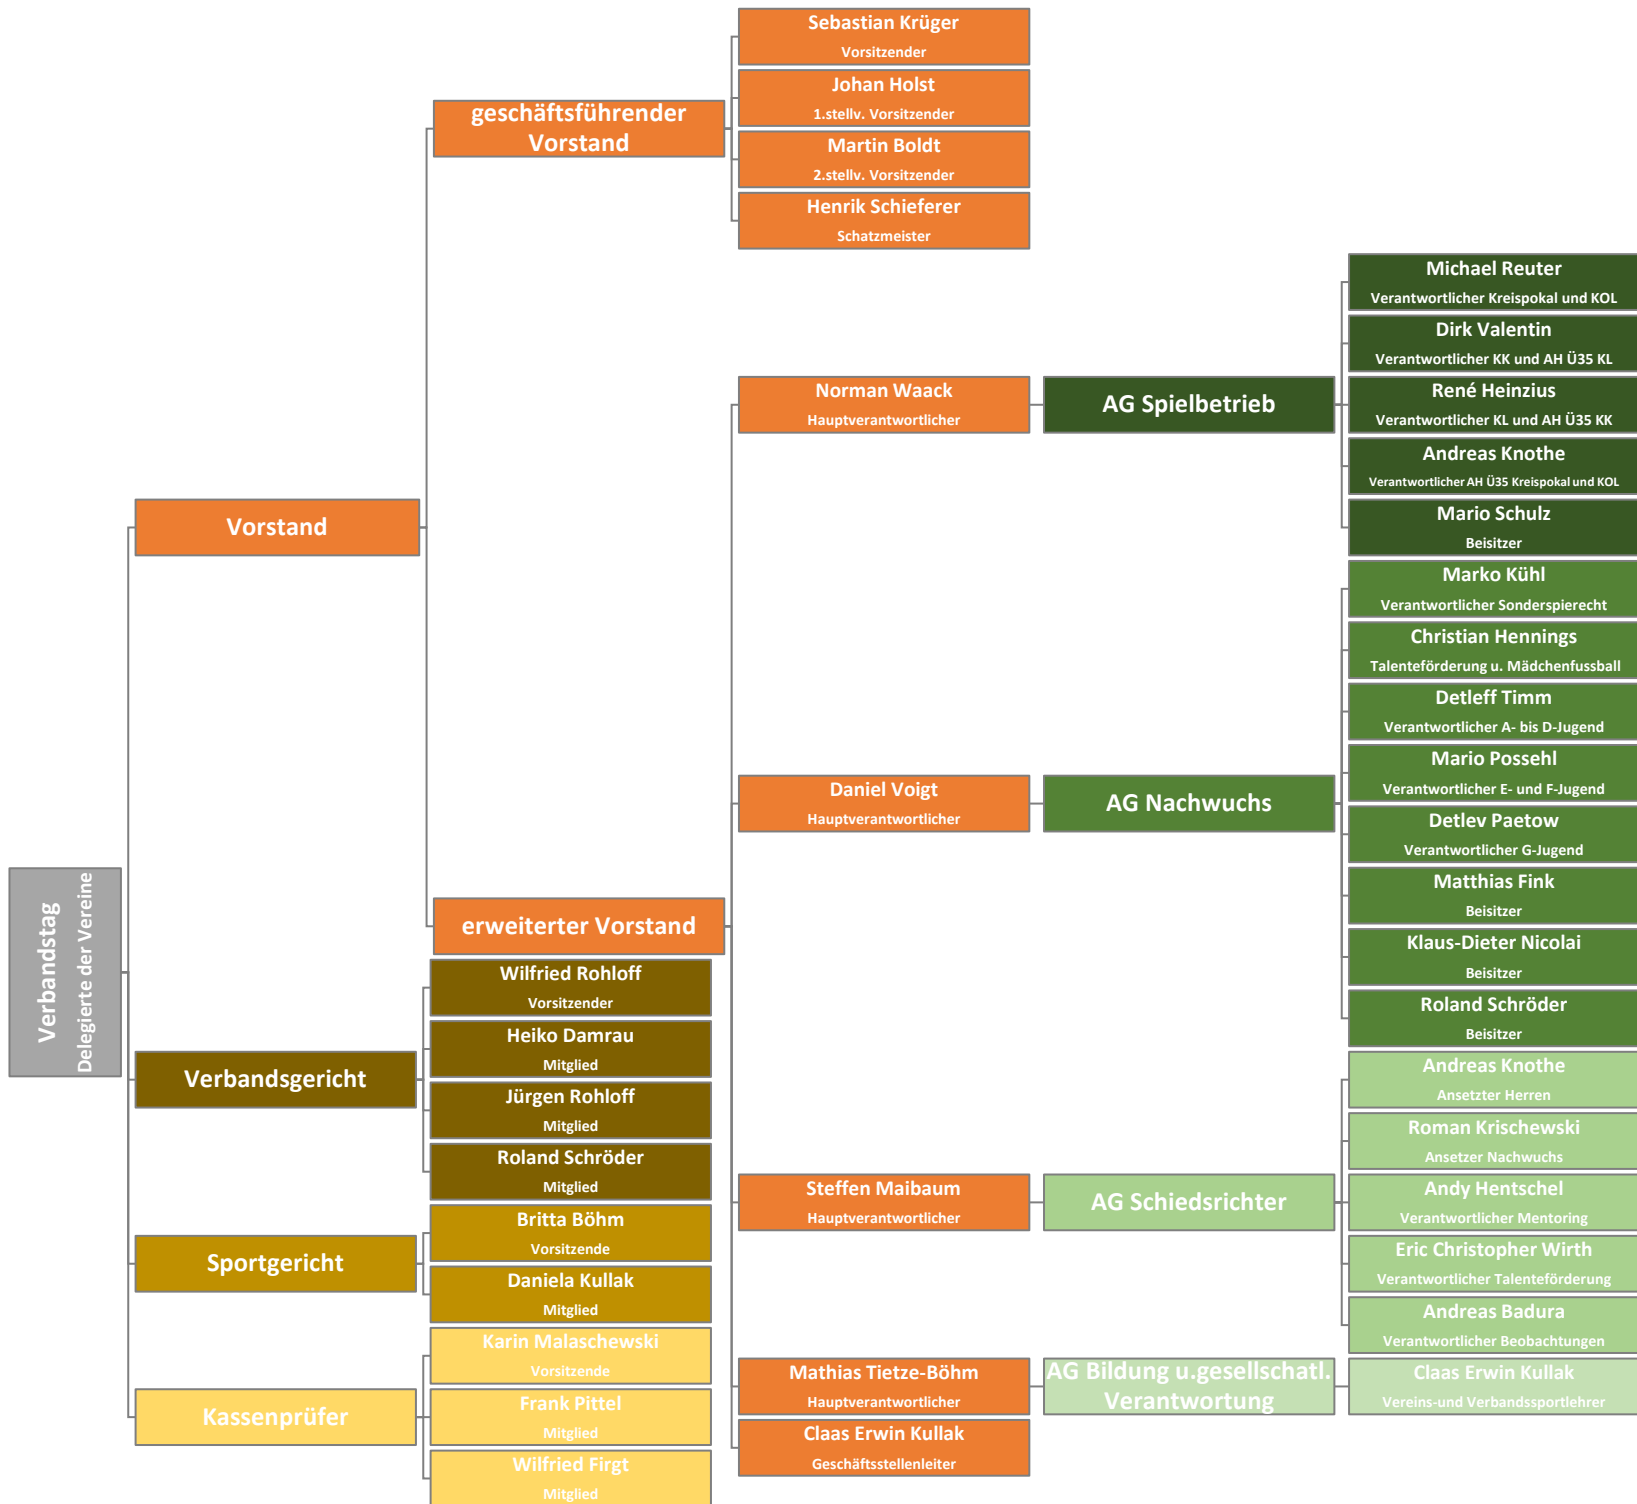 Verbandstag
Delegierte der Vereine
Vorstand
geschäftsführender
Vorstand
Sebastian Krüger
Vorsitzender
Johan Holst
1.stellv. Vorsitzender
Martin Boldt
2.stellv. Vorsitzender
Henrik Schieferer
Schatzmeister
erweiterter Vorstand
Norman Waack
Hauptverantwortlicher
AG Spielbetrieb
Michael Reuter
Verantwortlicher Kreispokal und KOL
Dirk Valentin
Verantwortlicher KK und AH Ü35 KL
René Heinzius
Verantwortlicher KL und AH Ü35 KK
Andreas Knothe
Verantwortlicher AH Ü35 Kreispokal und KOL
Mario Schulz
Beisitzer
Daniel Voigt
Hauptverantwortlicher
AG Nachwuchs
Marko Kühl
Verantwortlicher Sonderspierecht
Christian Hennings
Talenteförderung u. Mädchenfussball
Detleff Timm
Verantwortlicher A- bis D-Jugend
Mario Possehl
Verantwortlicher E- und F-Jugend
Detlev Paetow
Verantwortlicher G-Jugend
Matthias Fink
Beisitzer
Klaus-Dieter Nicolai
Beisitzer
Roland Schröder
Beisitzer
Steffen Maibaum
Hauptverantwortlicher
AG Schiedsrichter
Andreas Knothe
Ansetzter Herren
Roman Krischewski
Ansetzer Nachwuchs
Andy Hentschel
Verantwortlicher Mentoring
Eric Christopher Wirth
Verantwortlicher Talenteförderung
Andreas Badura
Verantwortlicher Beobachtungen
Mathias Tietze-Böhm
Hauptverantwortlicher
AG Bildung u.gesellschatl.
Verantwortung
Claas Erwin Kullak
Vereins-und Verbandssportlehrer
Claas Erwin Kullak
Geschäftsstellenleiter
Verbandsgericht
Wilfried Rohloff
Vorsitzender
Heiko Damrau
Mitglied
Jürgen Rohloff
Mitglied
Roland Schröder
Mitglied
Sportgericht
Britta Böhm
Vorsitzende
Daniela Kullak
Mitglied
Kassenprüfer
Karin Malaschewski
Vorsitzende
Frank Pittel
Mitglied
Wilfried Firgt
Mitglied